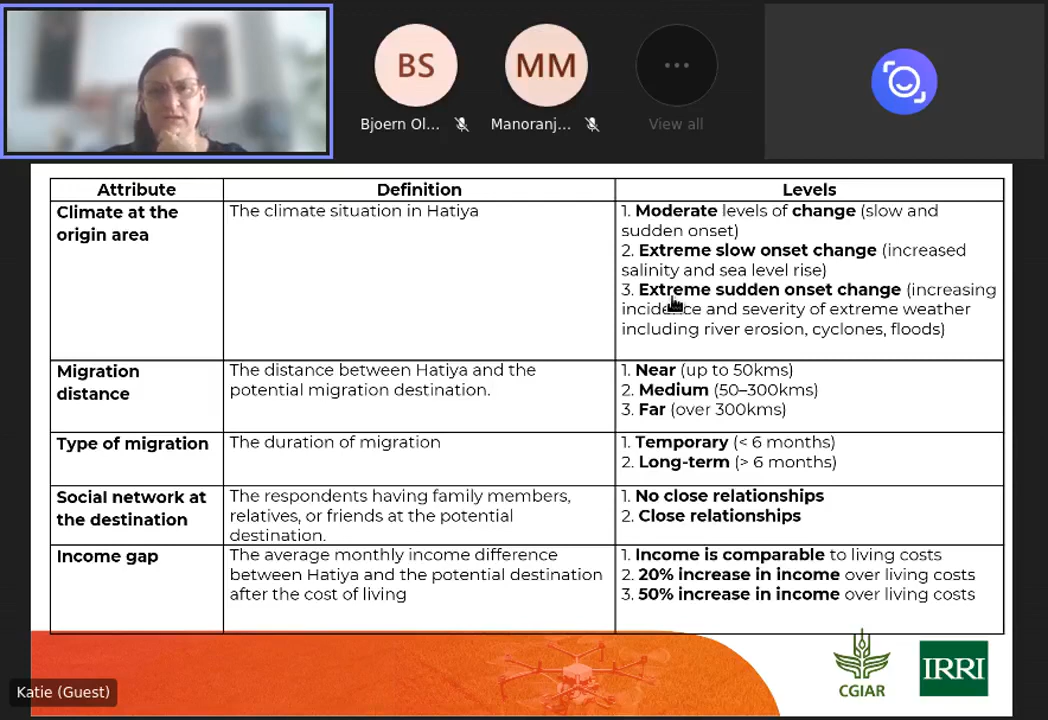 BS
MM
Bjoern Ol...
Manoranj...
View all
Attribute
Definition
Levels
Climate at the
origin area
The climate situation in Hatiya
1. Moderate levels of change (slow and
sudden onset)
2. Extreme slow onset change (increased
salinity and sea level rise)
3. Extreme sudden onset change (increasing
incidence and severity of extreme weather
including river erosion, cyclones, floods)
Migration
distance
The distance between Hatiya and the
potential migration destination.
1. Near (up to 50kms)
2. Medium (50–300kms)
3. Far (over 300kms)
Type of migration
The duration of migration
1. Temporary (< 6 months)
2. Long-term (> 6 months)
Social network at
the destination
The respondents having family members,
relatives, or friends at the potential
destination.
1. No close relationships
2. Close relationships
Income gap
The average monthly income difference
between Hatiya and the potential destination
after the cost of living
1. Income is comparable to living costs
2. 20% increase in income over living costs
3. 50% increase in income over living costs
Katie (Guest)
CGIAR
IRRI